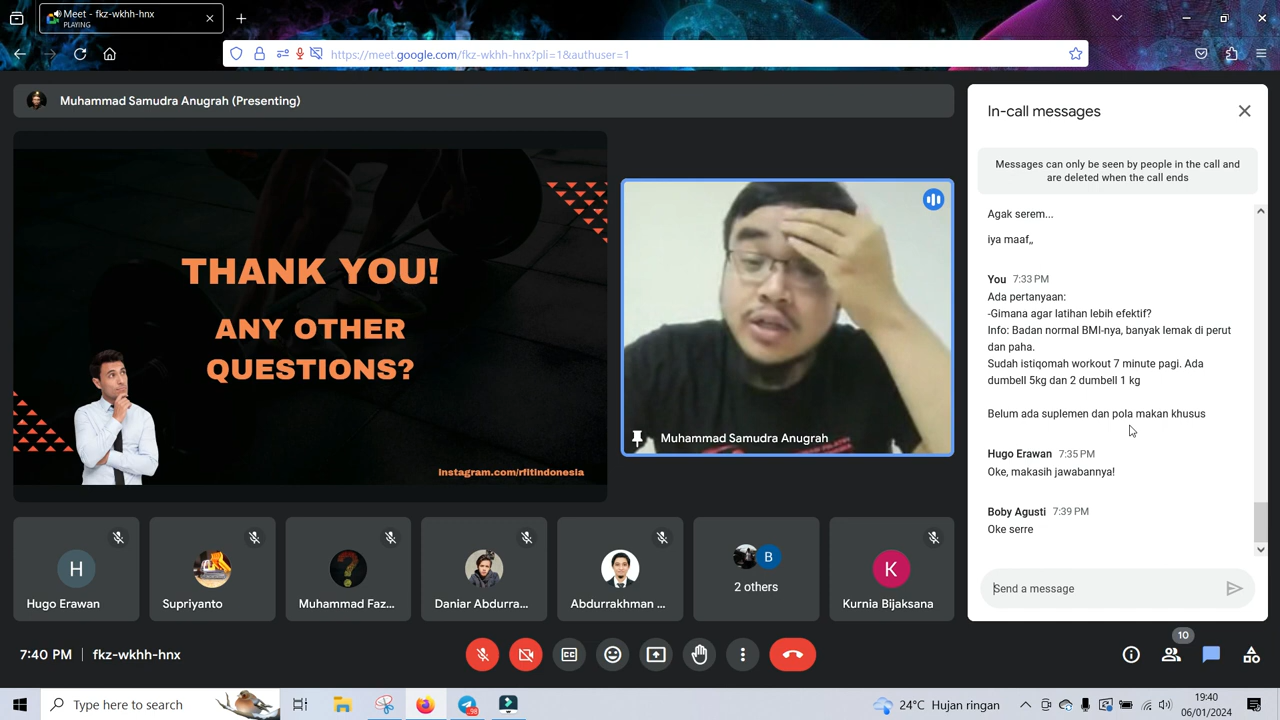 Meet - fkz-wkhh-hnx
PLAYING
https://meet.google.com/fkz-wkhh-hnx?pli=1&authuser=1
Muhammad Samudra Anugrah (Presenting)
THANK YOU!
ANY OTHER
QUESTIONS?
Instagram.com/rfitindonesia
Muhammad Samudra Anugrah
In-call messages
Messages can only be seen by people in the call and
are deleted when the call ends
Agak serem...
iya maaf,,
You 7:33 PM
Ada pertanyaan:
-Gimana agar latihan lebih efektif?
Info: Badan normal BMI-nya, banyak lemak di perut
dan paha.
Sudah istiqomah workout 7 minute pagi. Ada
dumbell 5kg dan 2 dumbell 1 kg
Belum ada suplemen dan pola makan khusus
Hugo Erawan 7:35 PM
Oke, makasih jawabannya!
Boby Agusti 7:39 PM
Oke serre
Send a message
H
Hugo Erawan
Supriyanto
?
Muhammad Faz...
Daniar Abdurra...
Abdurrakhman ...
B
2 others
K
Kurnia Bijaksana
7:40 PM | fkz-wkhh-hnx
10
Type here to search
98
24°C Hujan ringan
19:40
06/01/2024